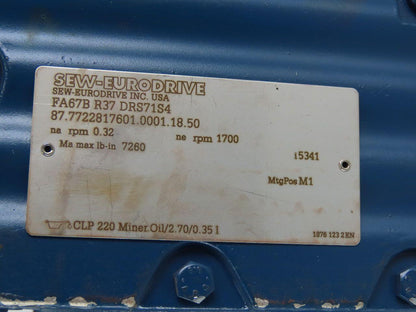 SEW-EURODRIVE
SEW-EURODRIVE INC. USA
FA67B R37 DRS71S4
87.7722817601.0001.18.50
na rpm 0.32 ne rpm 1700
Ma max lb-in 7260 i 5341
MtgPos M1
CLP 220 Miner.Oil/2.70/0.35 l
1876 123 2 EN